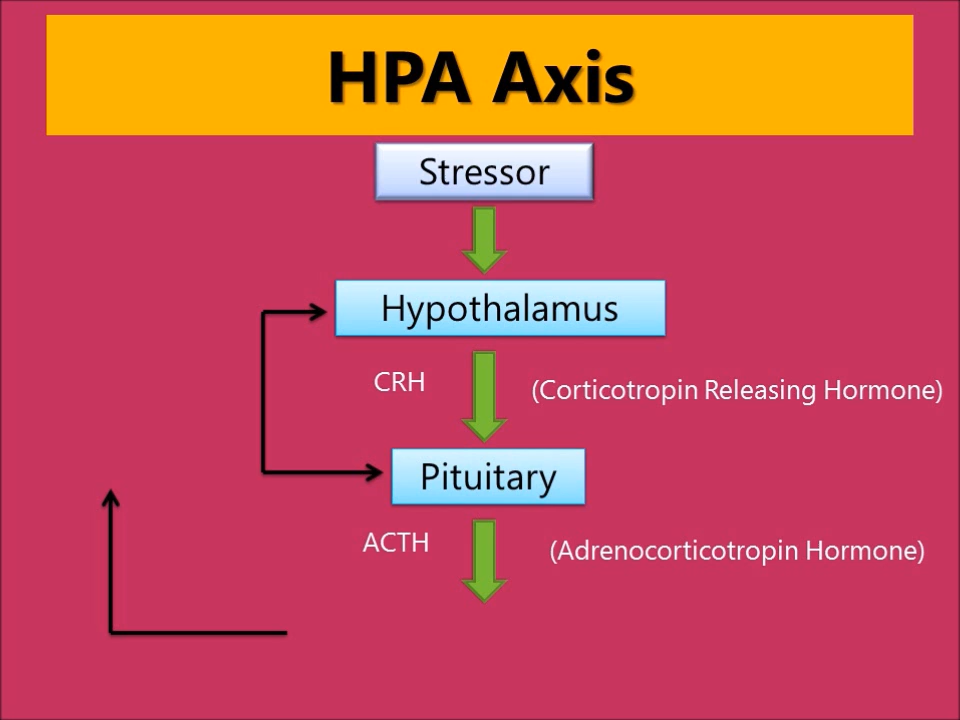 HPA Axis
Stressor
Hypothalamus
CRH
(Corticotropin Releasing Hormone)
Pituitary
ACTH
(Adrenocorticotropin Hormone)